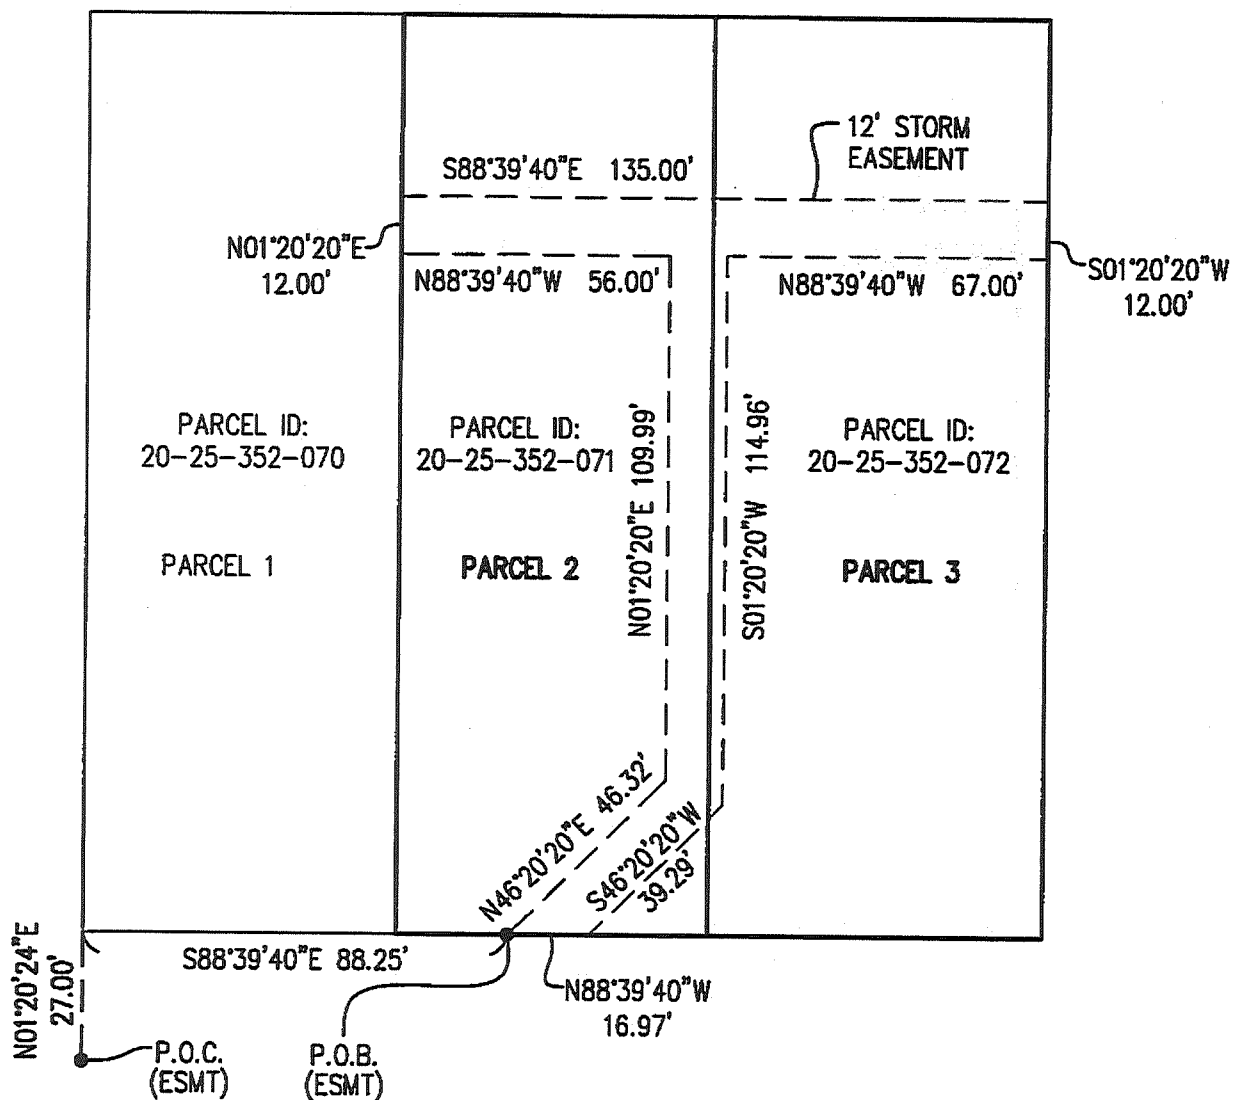 12' STORM
EASEMENT
S88°39'40"E 135.00'
N01°20'20"E
12.00'
N88°39'40"W 56.00'
N88°39'40"W 67.00'
S01°20'20"W
12.00'
PARCEL ID:
20-25-352-070
PARCEL ID:
20-25-352-071
N01°20'20"E 109.99'
S01°20'20"W 114.96'
PARCEL ID:
20-25-352-072
PARCEL 1
PARCEL 2
PARCEL 3
N46°20'20"E 46.32'
S46°20'20"W
39.29'
N01°20'24"E
27.00'
S88°39'40"E 88.25'
N88°39'40"W
16.97'
P.O.C.
(ESMT)
P.O.B.
(ESMT)